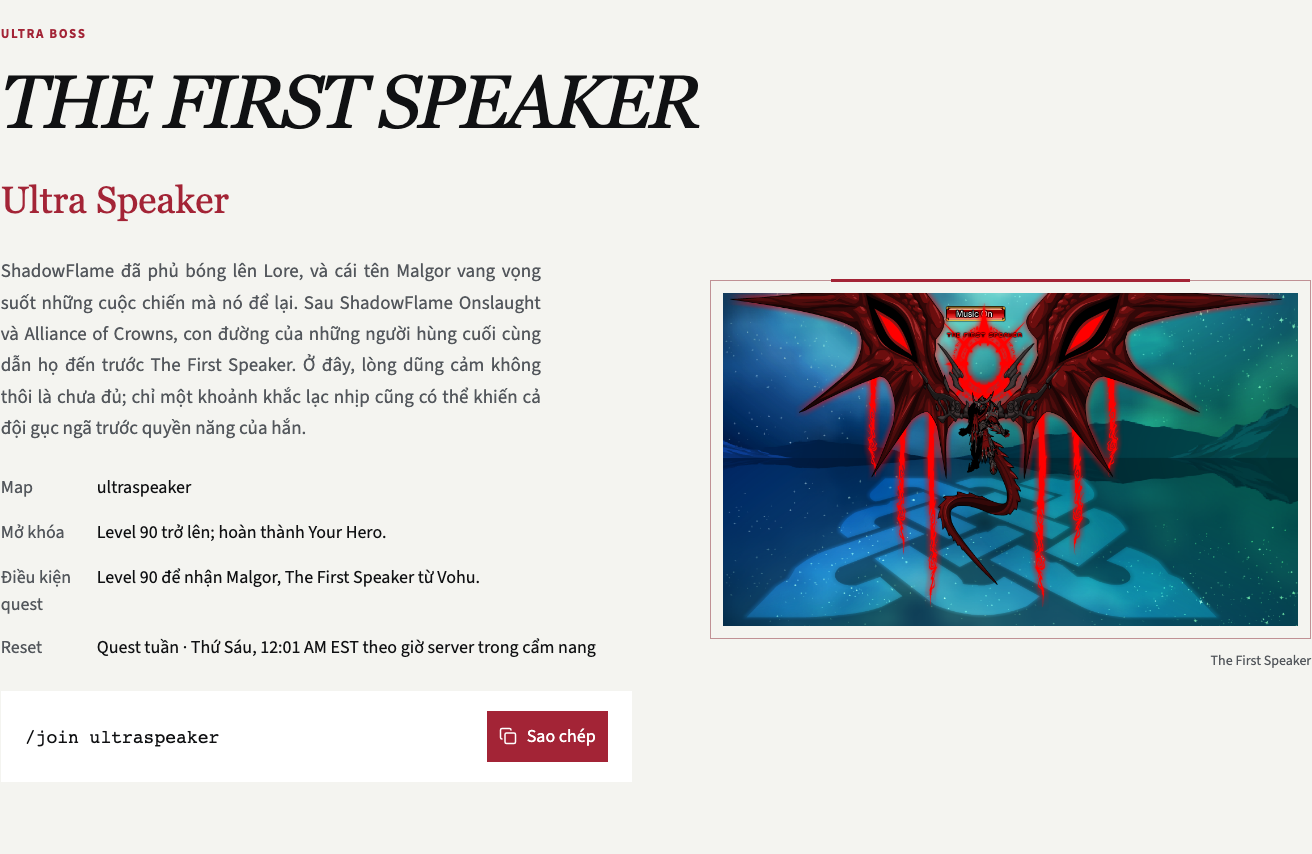 ULTRA BOSS
THE FIRST SPEAKER
Ultra Speaker
ShadowFlame đã phủ bóng lên Lore, và cái tên Malgor vang vọng
suốt những cuộc chiến mà nó để lại. Sau ShadowFlame Onslaught
và Alliance of Crowns, con đường của những người hùng cuối cùng
dẫn họ đến trước The First Speaker. Ở đây, lòng dũng cảm không
thôi là chưa đủ; chỉ một khoảnh khắc lạc nhịp cũng có thể khiến cả
đội gục ngã trước quyền năng của hắn.
Map ultraspeaker
Mở khóa Level 90 trở lên; hoàn thành Your Hero.
Điều kiện quest Level 90 để nhận Malgor, The First Speaker từ Vohu.
Reset Quest tuần · Thứ Sáu, 12:01 AM EST theo giờ server trong cẩm nang
/join ultraspeaker
Sao chép
Music On
THE FIRST SPEAKER
The First Speaker